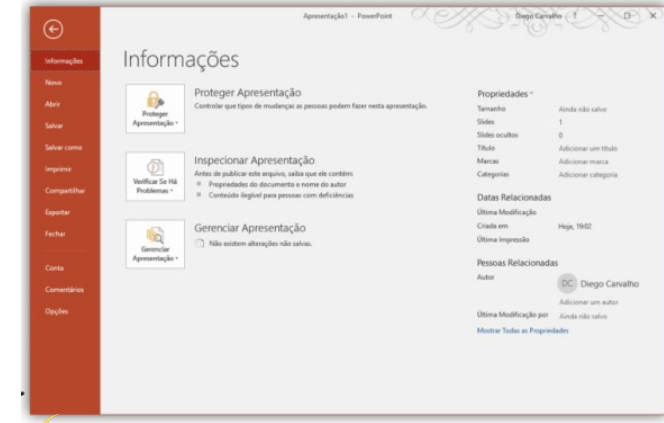 Apresentação1 - PowerPoint
Diego Carvalho
?
Informações
Novo
Abrir
Salvar
Salvar como
Imprimir
Compartilhar
Exportar
Fechar
Conta
Comentários
Opções
Informações
Proteger Apresentação
Proteger Apresentação
Controlar que tipos de mudanças as pessoas podem fazer nesta apresentação.
Verificar Se Há Problemas
Inspecionar Apresentação
Antes de publicar este arquivo, saiba que ele contém:
Propriedades do documento e nome do autor
Conteúdo ilegível para pessoas com deficiências
Gerenciar Apresentação
Gerenciar Apresentação
Não existem alterações não salvas.
Propriedades
Tamanho Ainda não salvo
Slides 1
Slides ocultos 0
Título Adicionar um título
Marcas Adicionar marca
Categorias Adicionar categoria
Datas Relacionadas
Última Modificação
Criada em Hoje, 19:02
Última Impressão
Pessoas Relacionadas
Autor
DC Diego Carvalho
Adicionar um autor
Última Modificação por Ainda não salvo
Mostrar Todas as Propriedades